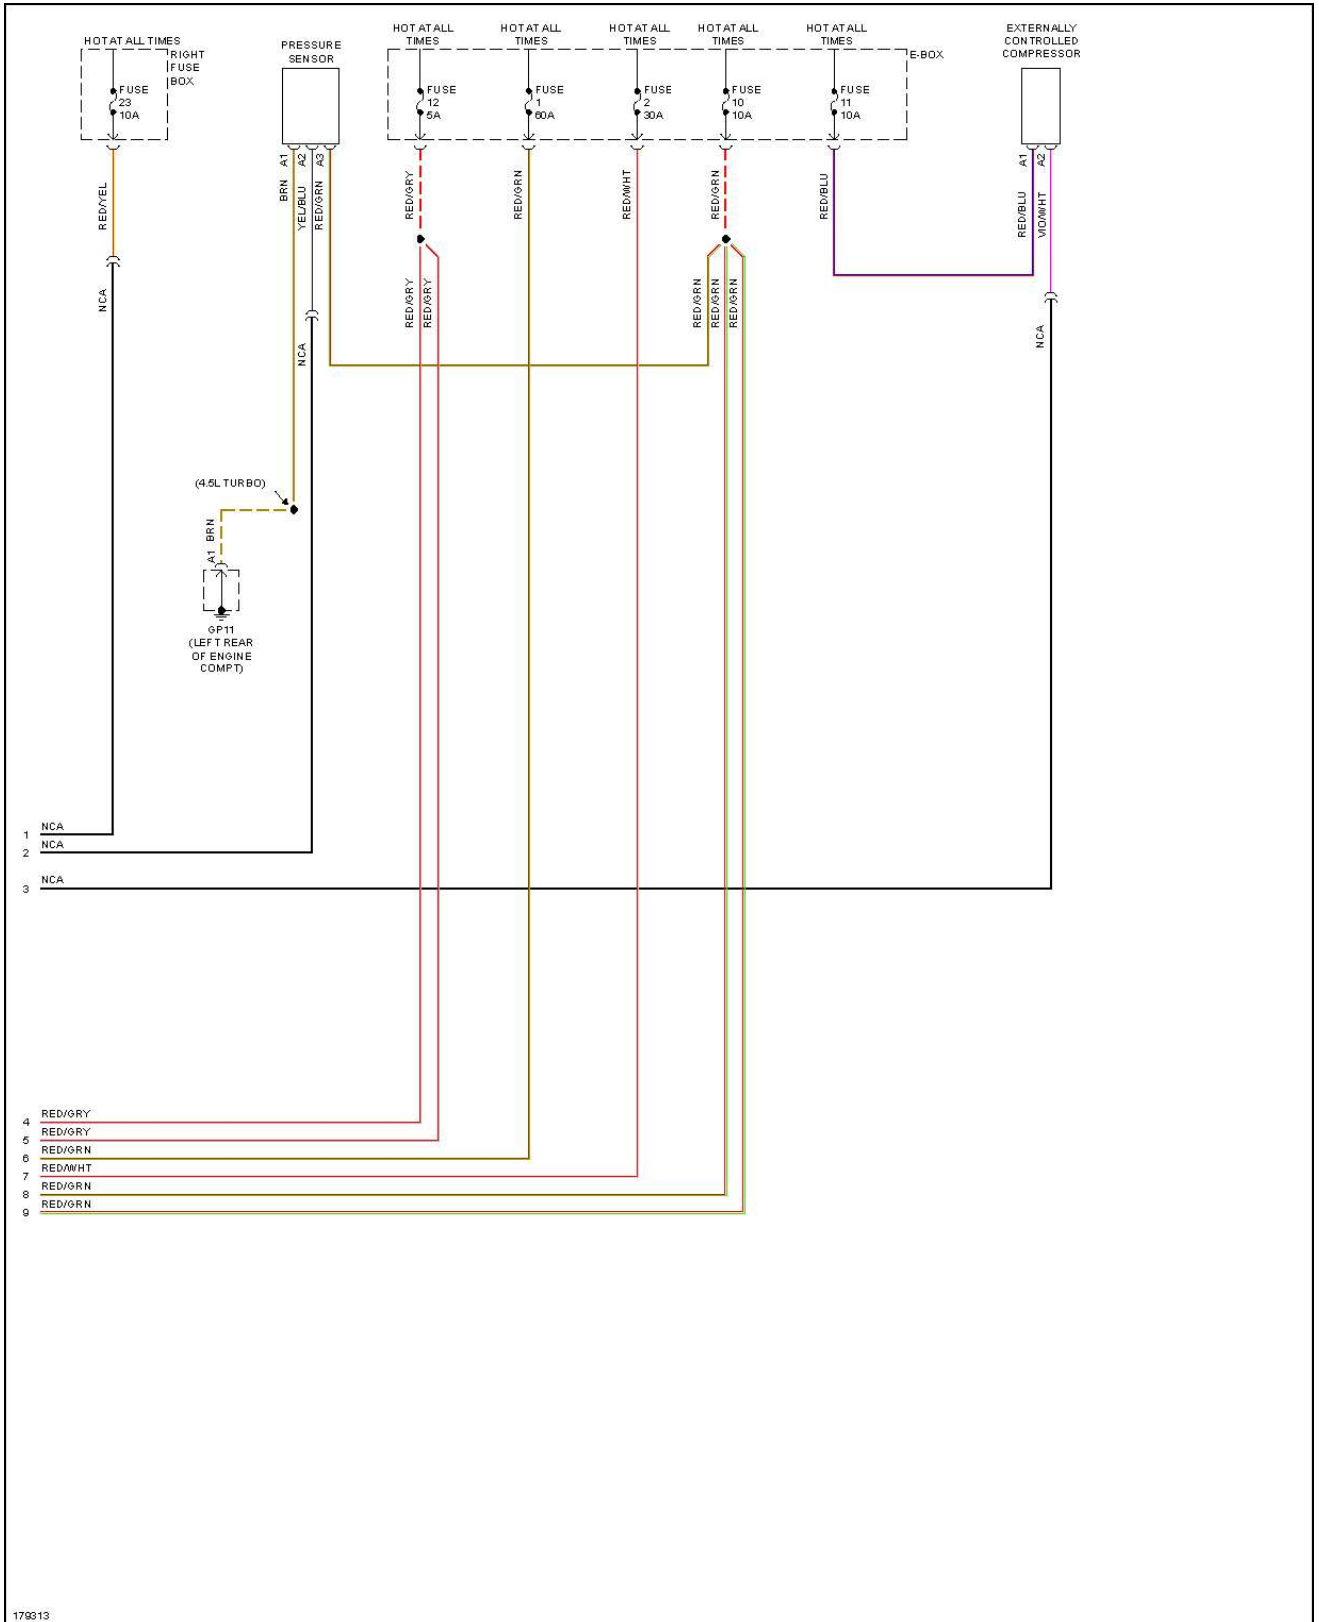 HOT AT ALL TIMES
RIGHT
FUSE
BOX
FUSE
23
10A
PRESSURE
SENSOR
HOT AT ALL
TIMES
HOT AT ALL
TIMES
HOT AT ALL
TIMES
HOT AT ALL
TIMES
HOT AT ALL
TIMES
E-BOX
FUSE
12
5A
FUSE
1
60A
FUSE
2
30A
FUSE
10
10A
FUSE
11
10A
EXTERNALLY
CONTROLLED
COMPRESSOR
A1
A2
A3
A1
A2
RED/YEL
BRN
YEL/BLU
RED/GRN
RED/GRY
RED/GRN
RED/WHT
RED/GRN
RED/BLU
RED/BLU
VIO/WHT
NCA
NCA
RED/GRY
RED/GRY
RED/GRN
RED/GRN
RED/GRN
NCA
(4.5L TURBO)
BRN
A1
GP11
(LEFT REAR
OF ENGINE
COMPT)
1 NCA
2 NCA
3 NCA
4 RED/GRY
5 RED/GRY
6 RED/GRN
7 RED/WHT
8 RED/GRN
9 RED/GRN
179313